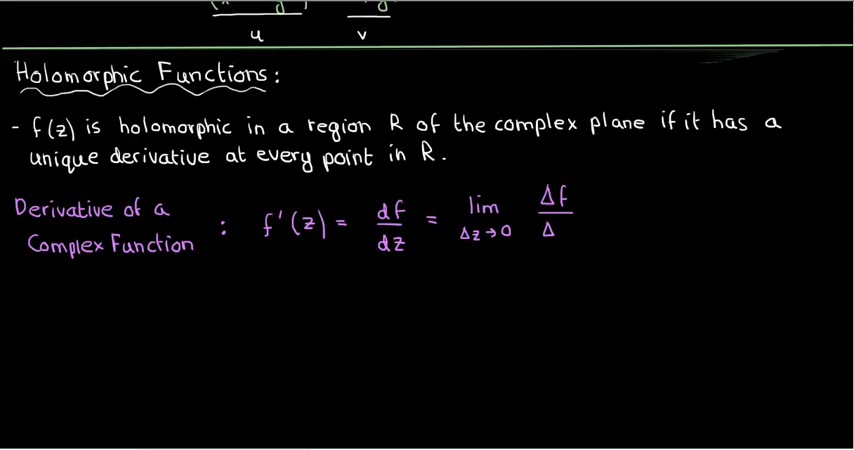 u v
Holomorphic Functions:
- f(z) is holomorphic in a region R of the complex plane if it has a
unique derivative at every point in R.
Derivative of a
Complex Function : f'(z) = df/dz = lim Δz→0 Δf/Δ